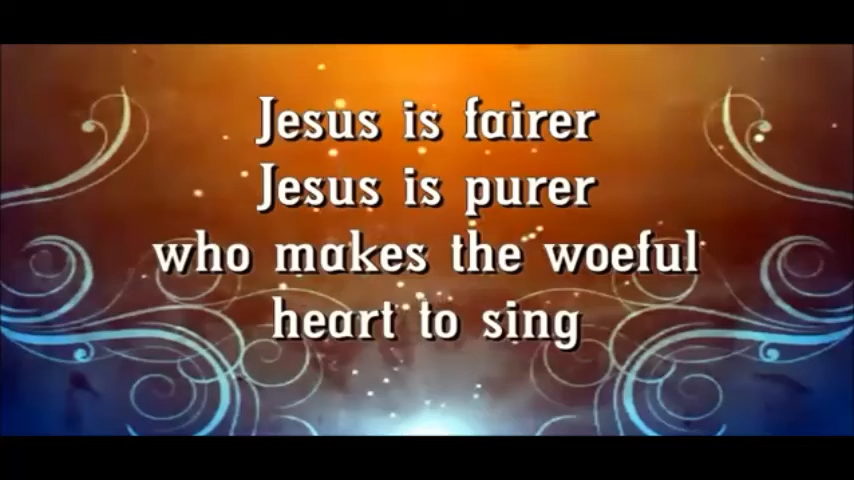 Jesus is fairer
Jesus is purer
who makes the woeful
heart to sing